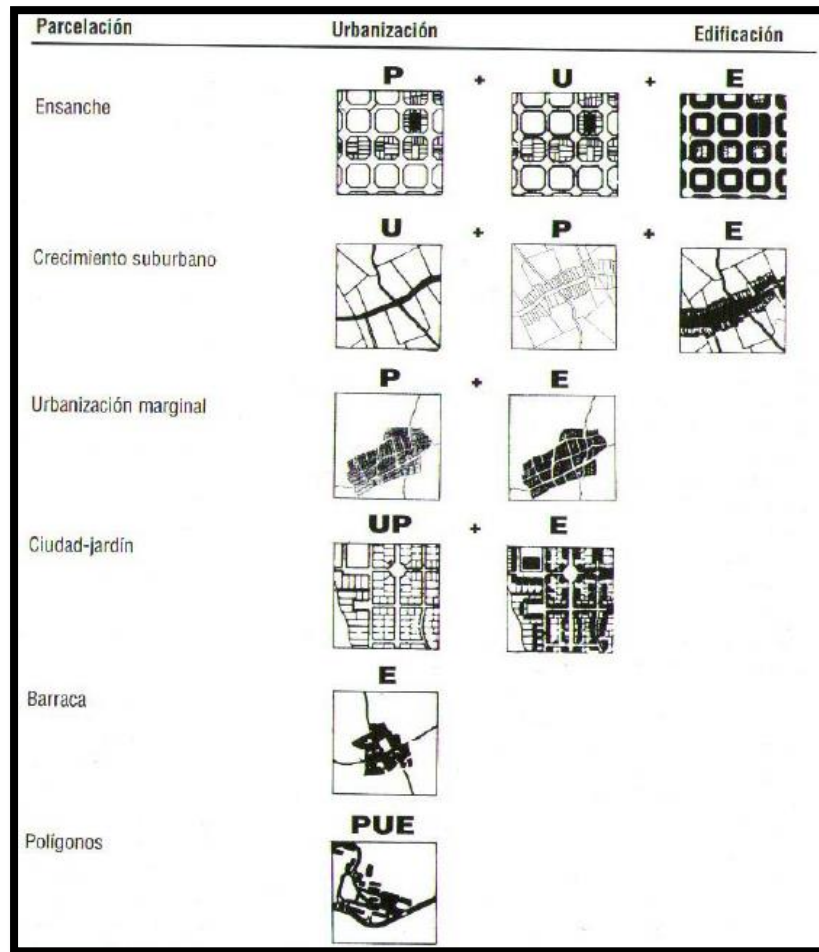 Parcelación Urbanización Edificación
P + U + E
Ensanche
U + P + E
Crecimiento suburbano
P + E
Urbanización marginal
UP + E
Ciudad-jardín
E
Barraca
PUE
Polígonos